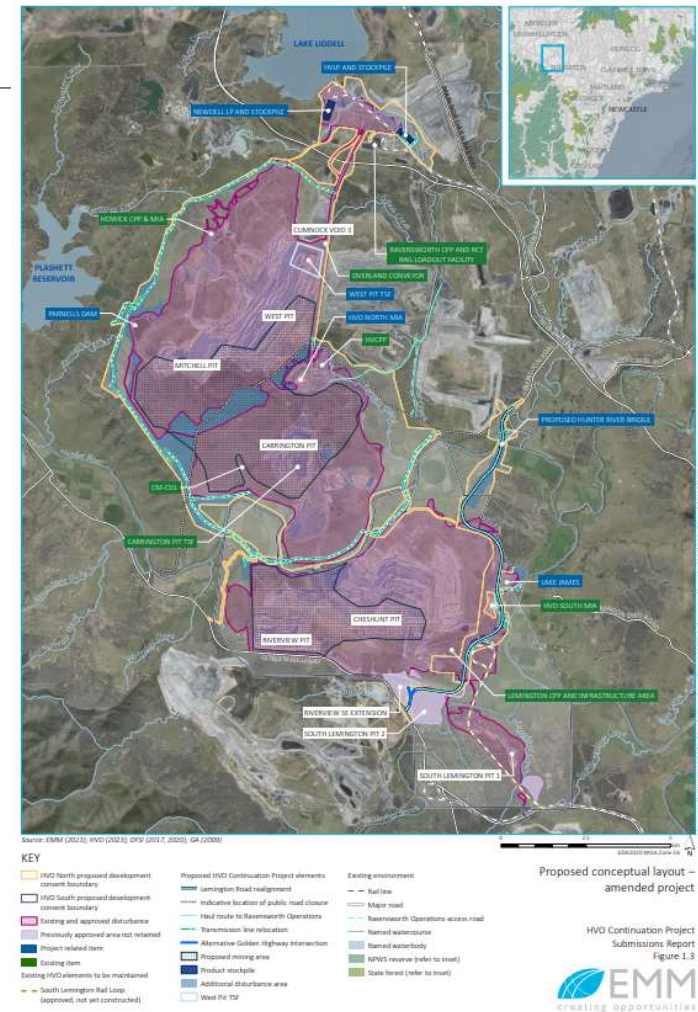 LAKE LIDDELL
HVLP AND STOCKPILE
NEWDELL LP AND STOCKPILE
NEWCASTLE
MAITLAND
HOWICK CPP & MIA
CUMNOCK VOID 3
RAVENSWORTH CPP AND RCT
RAIL LOADOUT FACILITY
PLASHETT
RESERVOIR
OVERLAND CONVEYOR
WEST PIT TSF
PARNELLS DAM
WEST PIT
HVO NORTH MIA
HVCPP
MITCHELL PIT
PROPOSED HUNTER RIVER BRIDGE
CARRINGTON PIT
CM-CD1
CARRINGTON PIT TSF
LAKE JAMES
HVO SOUTH MIA
CHESHUNT PIT
RIVERVIEW PIT
LEMINGTON CPP AND INFRASTRUCTURE AREA
RIVERVIEW SE EXTENSION
SOUTH LEMINGTON PIT 2
SOUTH LEMINGTON PIT 1
Source: EMM (2023); HVO (2023); DFSI (2017, 2020); GA (2009)
0 2.5 5
km
GDA2020 MGA Zone 56 N
KEY
HVO North proposed development
consent boundary
HVO South proposed development
consent boundary
Existing and approved disturbance
Previously approved area not retained
Project related item
Existing item
Existing HVO elements to be maintained
South Lemington Rail Loop
(approved, not yet constructed)
Proposed HVO Continuation Project elements
Lemington Road realignment
Indicative location of public road closure
Haul route to Ravensworth Operations
Transmission line relocation
Alternative Golden Highway intersection
Proposed mining area
Product stockpile
Additional disturbance area
West Pit TSF
Existing environment
Rail line
Major road
Ravensworth Operations access road
Named watercourse
Named waterbody
NPWS reserve (refer to inset)
State forest (refer to inset)
Proposed conceptual layout –
amended project
HVO Continuation Project
Submissions Report
Figure 1.3
EMM
creating opportunities